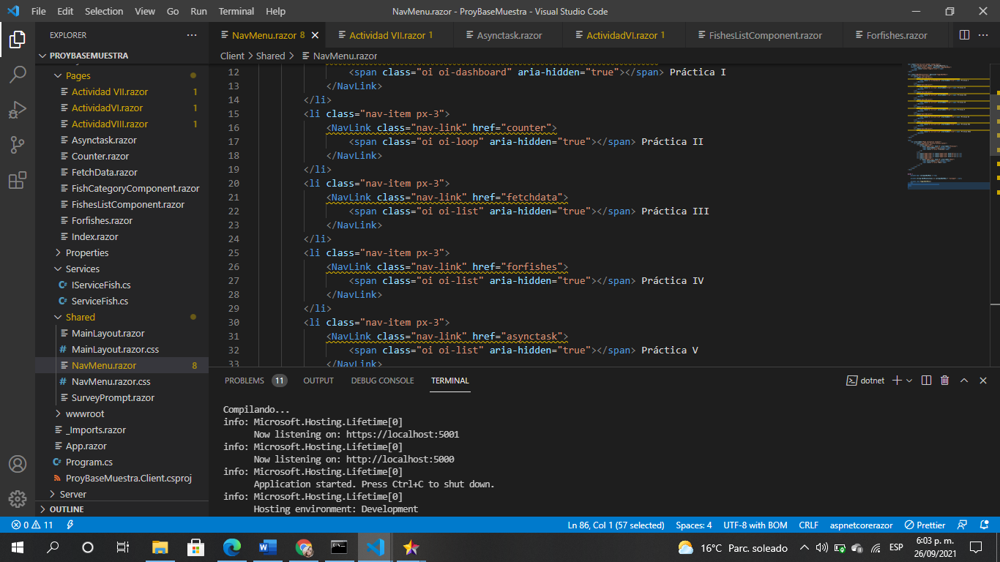 File Edit Selection View Go Run Terminal Help NavMenu.razor - ProyBaseMuestra - Visual Studio Code
EXPLORER
PROYBASEMUESTRA
Pages
Actividad VII.razor 1
ActividadVI.razor 1
ActividadVIII.razor 1
Asynctask.razor
Counter.razor
FetchData.razor
FishCategoryComponent.razor
FishesListComponent.razor
Forfishes.razor
Index.razor
Properties
Services
IServiceFish.cs
ServiceFish.cs
Shared
MainLayout.razor
MainLayout.razor.css
NavMenu.razor 8
NavMenu.razor.css
SurveyPrompt.razor
wwwroot
_Imports.razor
App.razor
Program.cs
ProyBaseMuestra.Client.csproj
Server
OUTLINE
NavMenu.razor 8 Actividad VII.razor 1 Asynctask.razor ActividadVI.razor 1 FishesListComponent.razor Forfishes.razor
Client > Shared > NavMenu.razor
12 <span class="oi oi-dashboard" aria-hidden="true"></span> Práctica I
13 </NavLink>
14 </li>
15 <li class="nav-item px-3">
16 <NavLink class="nav-link" href="counter">
17 <span class="oi oi-loop" aria-hidden="true"></span> Práctica II
18 </NavLink>
19 </li>
20 <li class="nav-item px-3">
21 <NavLink class="nav-link" href="fetchdata">
22 <span class="oi oi-list" aria-hidden="true"></span> Práctica III
23 </NavLink>
24 </li>
25 <li class="nav-item px-3">
26 <NavLink class="nav-link" href="forfishes">
27 <span class="oi oi-list" aria-hidden="true"></span> Práctica IV
28 </NavLink>
29 </li>
30 <li class="nav-item px-3">
31 <NavLink class="nav-link" href="asynctask">
32 <span class="oi oi-list" aria-hidden="true"></span> Práctica V
33 </NavLink>
PROBLEMS 11 OUTPUT DEBUG CONSOLE TERMINAL dotnet
Compilando...
info: Microsoft.Hosting.Lifetime[0]
Now listening on: https://localhost:5001
info: Microsoft.Hosting.Lifetime[0]
Now listening on: http://localhost:5000
info: Microsoft.Hosting.Lifetime[0]
Application started. Press Ctrl+C to shut down.
info: Microsoft.Hosting.Lifetime[0]
Hosting environment: Development
0 11 Ln 86, Col 1 (57 selected) Spaces: 4 UTF-8 with BOM CRLF aspnetcorerazor Prettier
16°C Parc. soleado ESP 6:03 p. m.
26/09/2021